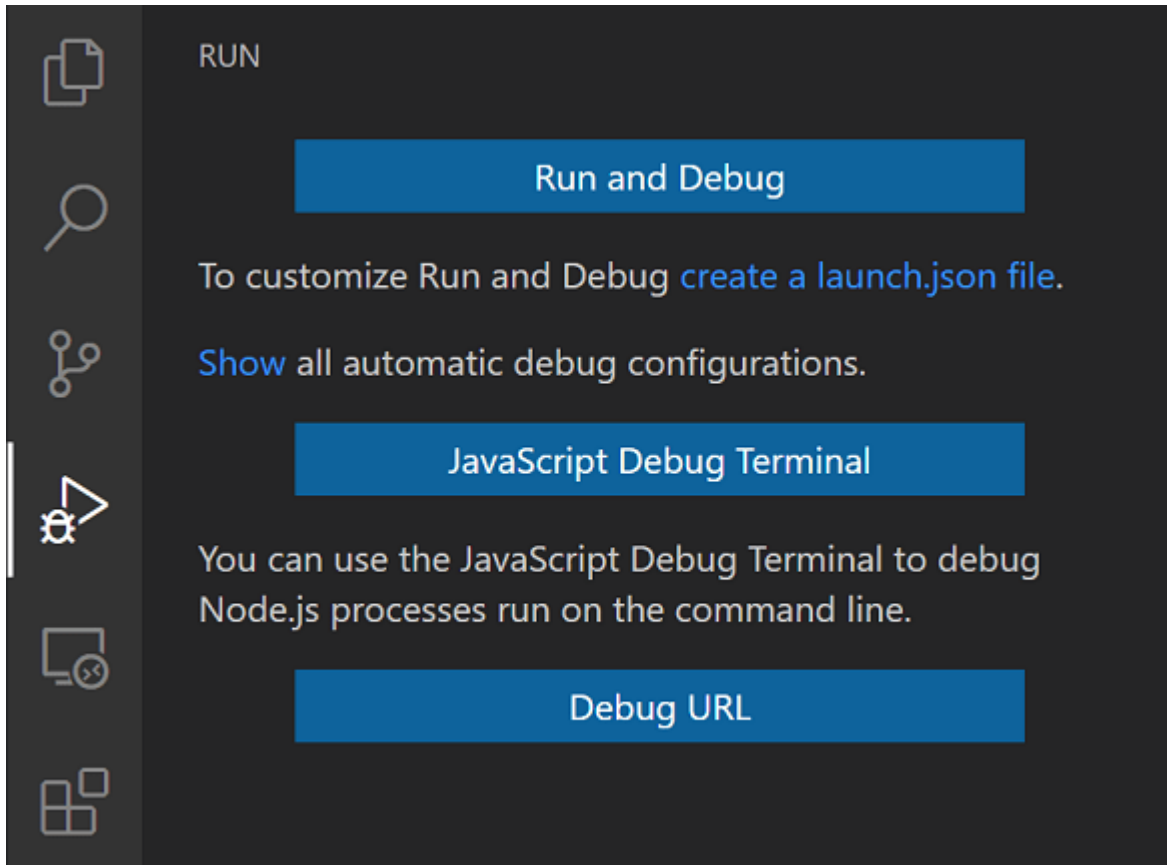 RUN
Run and Debug
To customize Run and Debug create a launch.json file.
Show all automatic debug configurations.
JavaScript Debug Terminal
You can use the JavaScript Debug Terminal to debug
Node.js processes run on the command line.
Debug URL